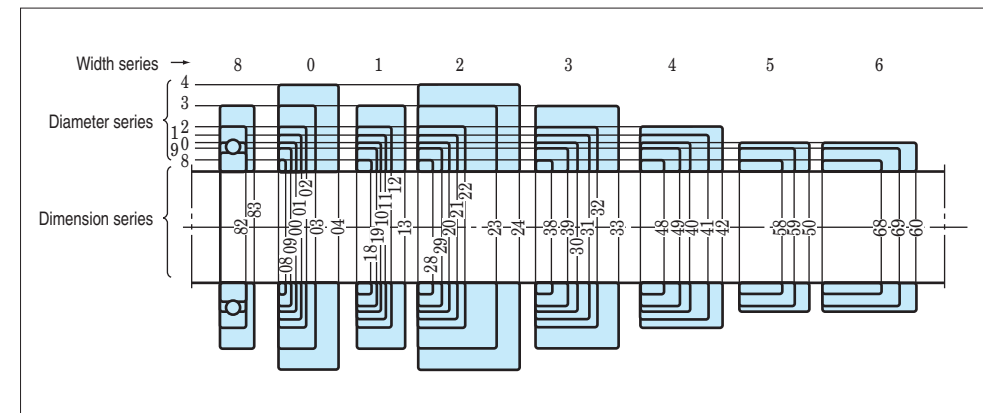 Width series → 8 0 1 2 3 4 5 6
4
3
Diameter series 2
1
0
9
8
Dimension series
82 83
08 09 00 01 02 03 04
18 19 10 11 12 13
28 29 20 21 22 23 24
38 39 30 31 32 33
48 49 40 41 42
58 59 50
68 69 60